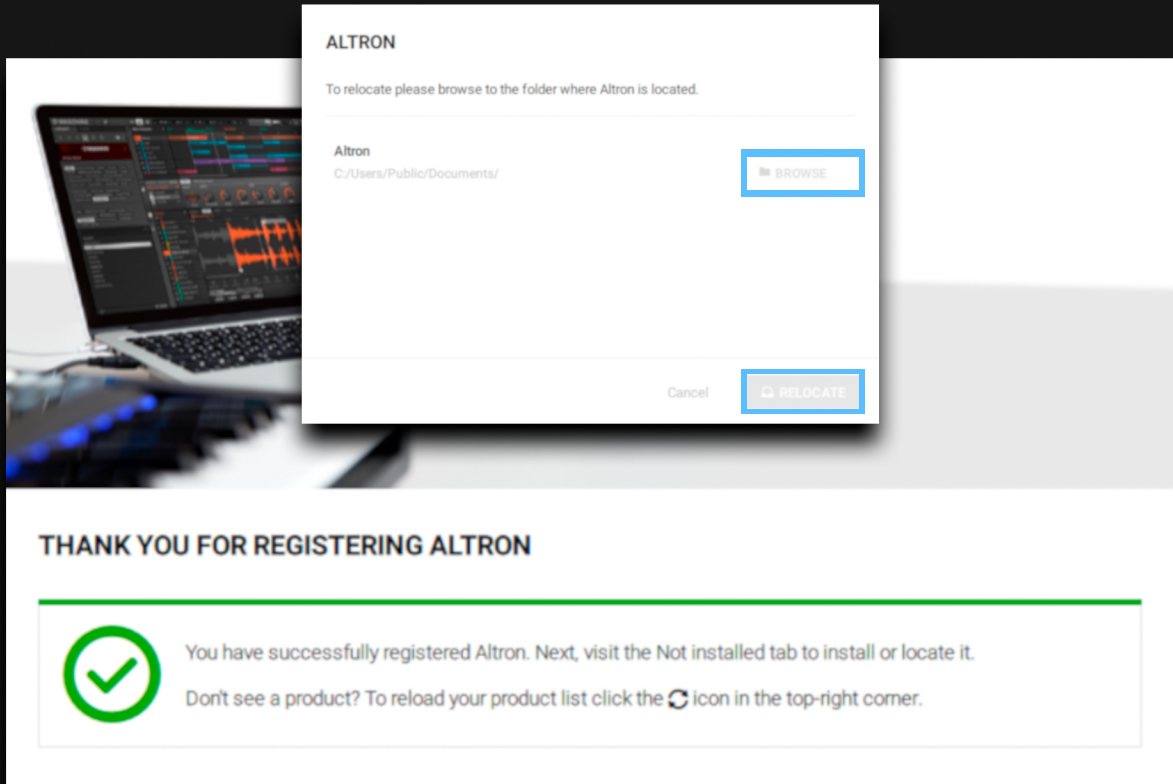 ALTRON
To relocate please browse to the folder where Altron is located.
Altron
C:/Users/Public/Documents/
BROWSE
Cancel
RELOCATE
THANK YOU FOR REGISTERING ALTRON
You have successfully registered Altron. Next, visit the Not installed tab to install or locate it.
Don't see a product? To reload your product list click the icon in the top-right corner.